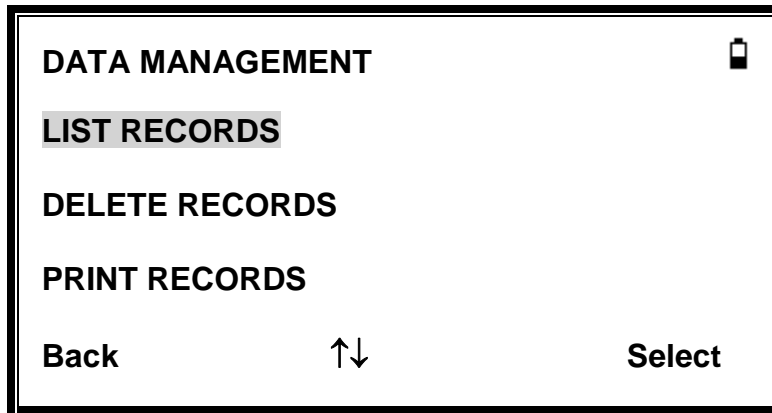 DATA MANAGEMENT
LIST RECORDS
DELETE RECORDS
PRINT RECORDS
Back ↑↓ Select